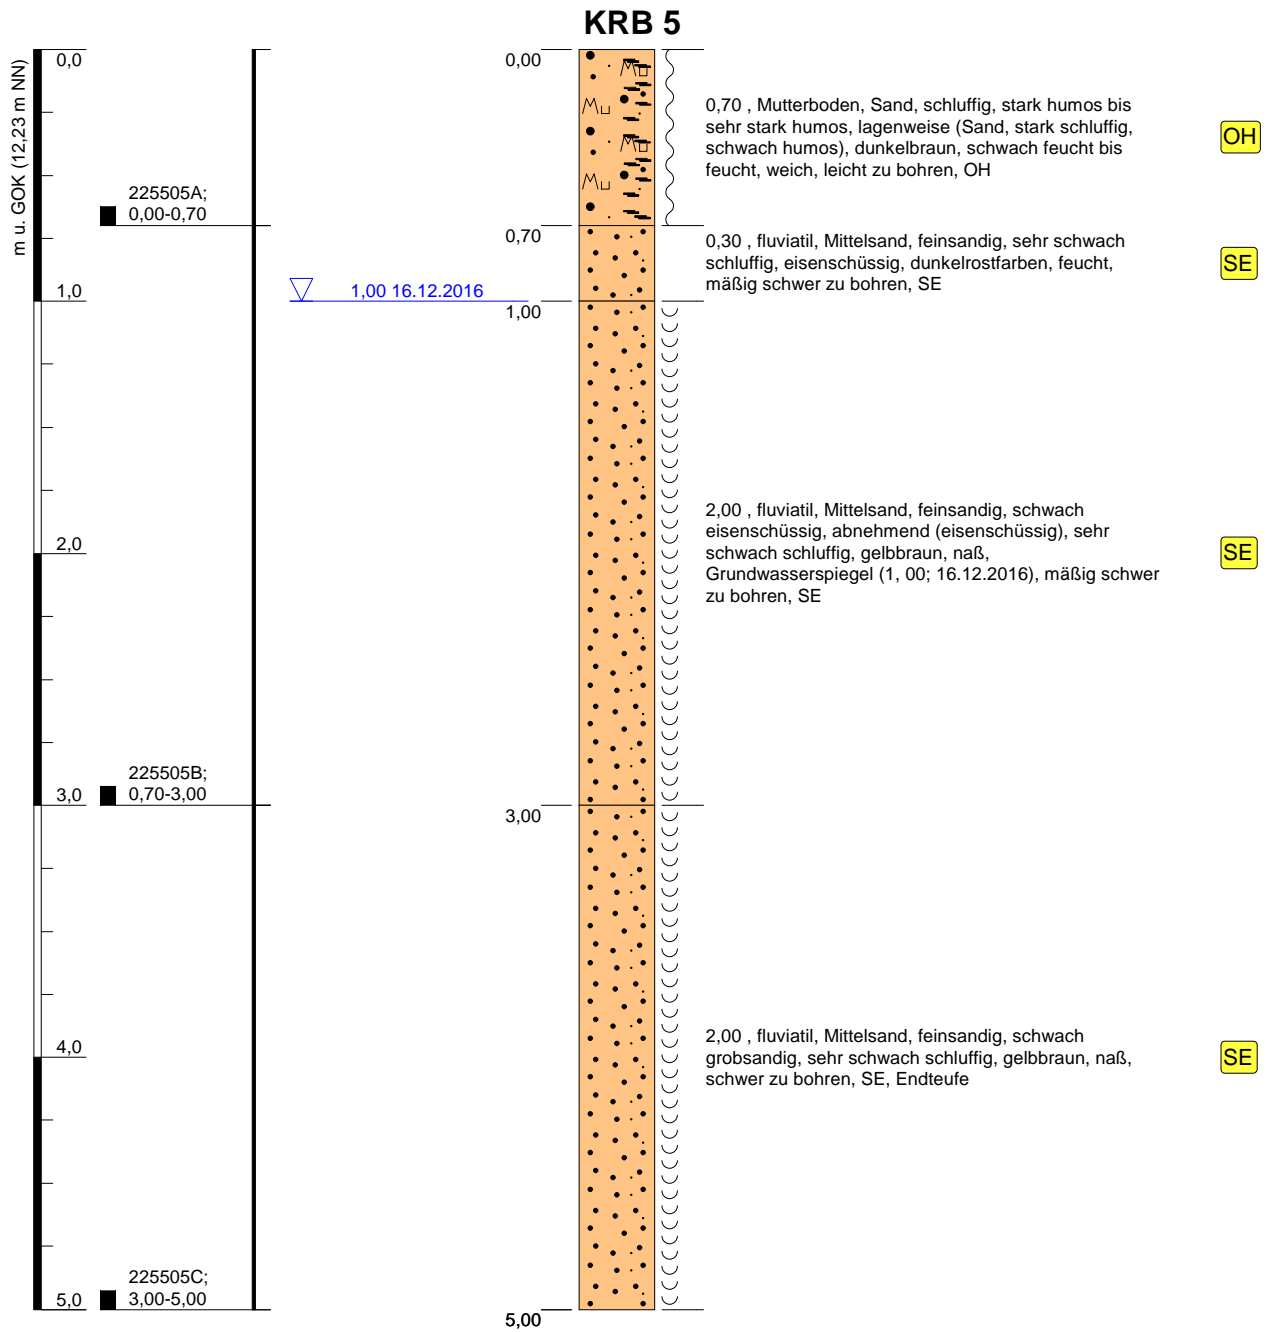 KRB 5
m u. GOK (12,23 m NN)
0,0
0,00
0,70 , Mutterboden, Sand, schluffig, stark humos bis
sehr stark humos, lagenweise (Sand, stark schluffig,
schwach humos), dunkelbraun, schwach feucht bis
feucht, weich, leicht zu bohren, OH
OH
225505A;
0,00-0,70
0,70
0,30 , fluviatil, Mittelsand, feinsandig, sehr schwach
schluffig, eisenschüssig, dunkelrostfarben, feucht,
mäßig schwer zu bohren, SE
SE
1,0
1,00 16.12.2016
1,00
2,00 , fluviatil, Mittelsand, feinsandig, schwach
eisenschüssig, abnehmend (eisenschüssig), sehr
schwach schluffig, gelbbraun, naß,
Grundwasserspiegel (1, 00; 16.12.2016), mäßig schwer
zu bohren, SE
SE
2,0
225505B;
0,70-3,00
3,0
3,00
2,00 , fluviatil, Mittelsand, feinsandig, schwach
grobsandig, sehr schwach schluffig, gelbbraun, naß,
schwer zu bohren, SE, Endteufe
SE
4,0
225505C;
3,00-5,00
5,0
5,00